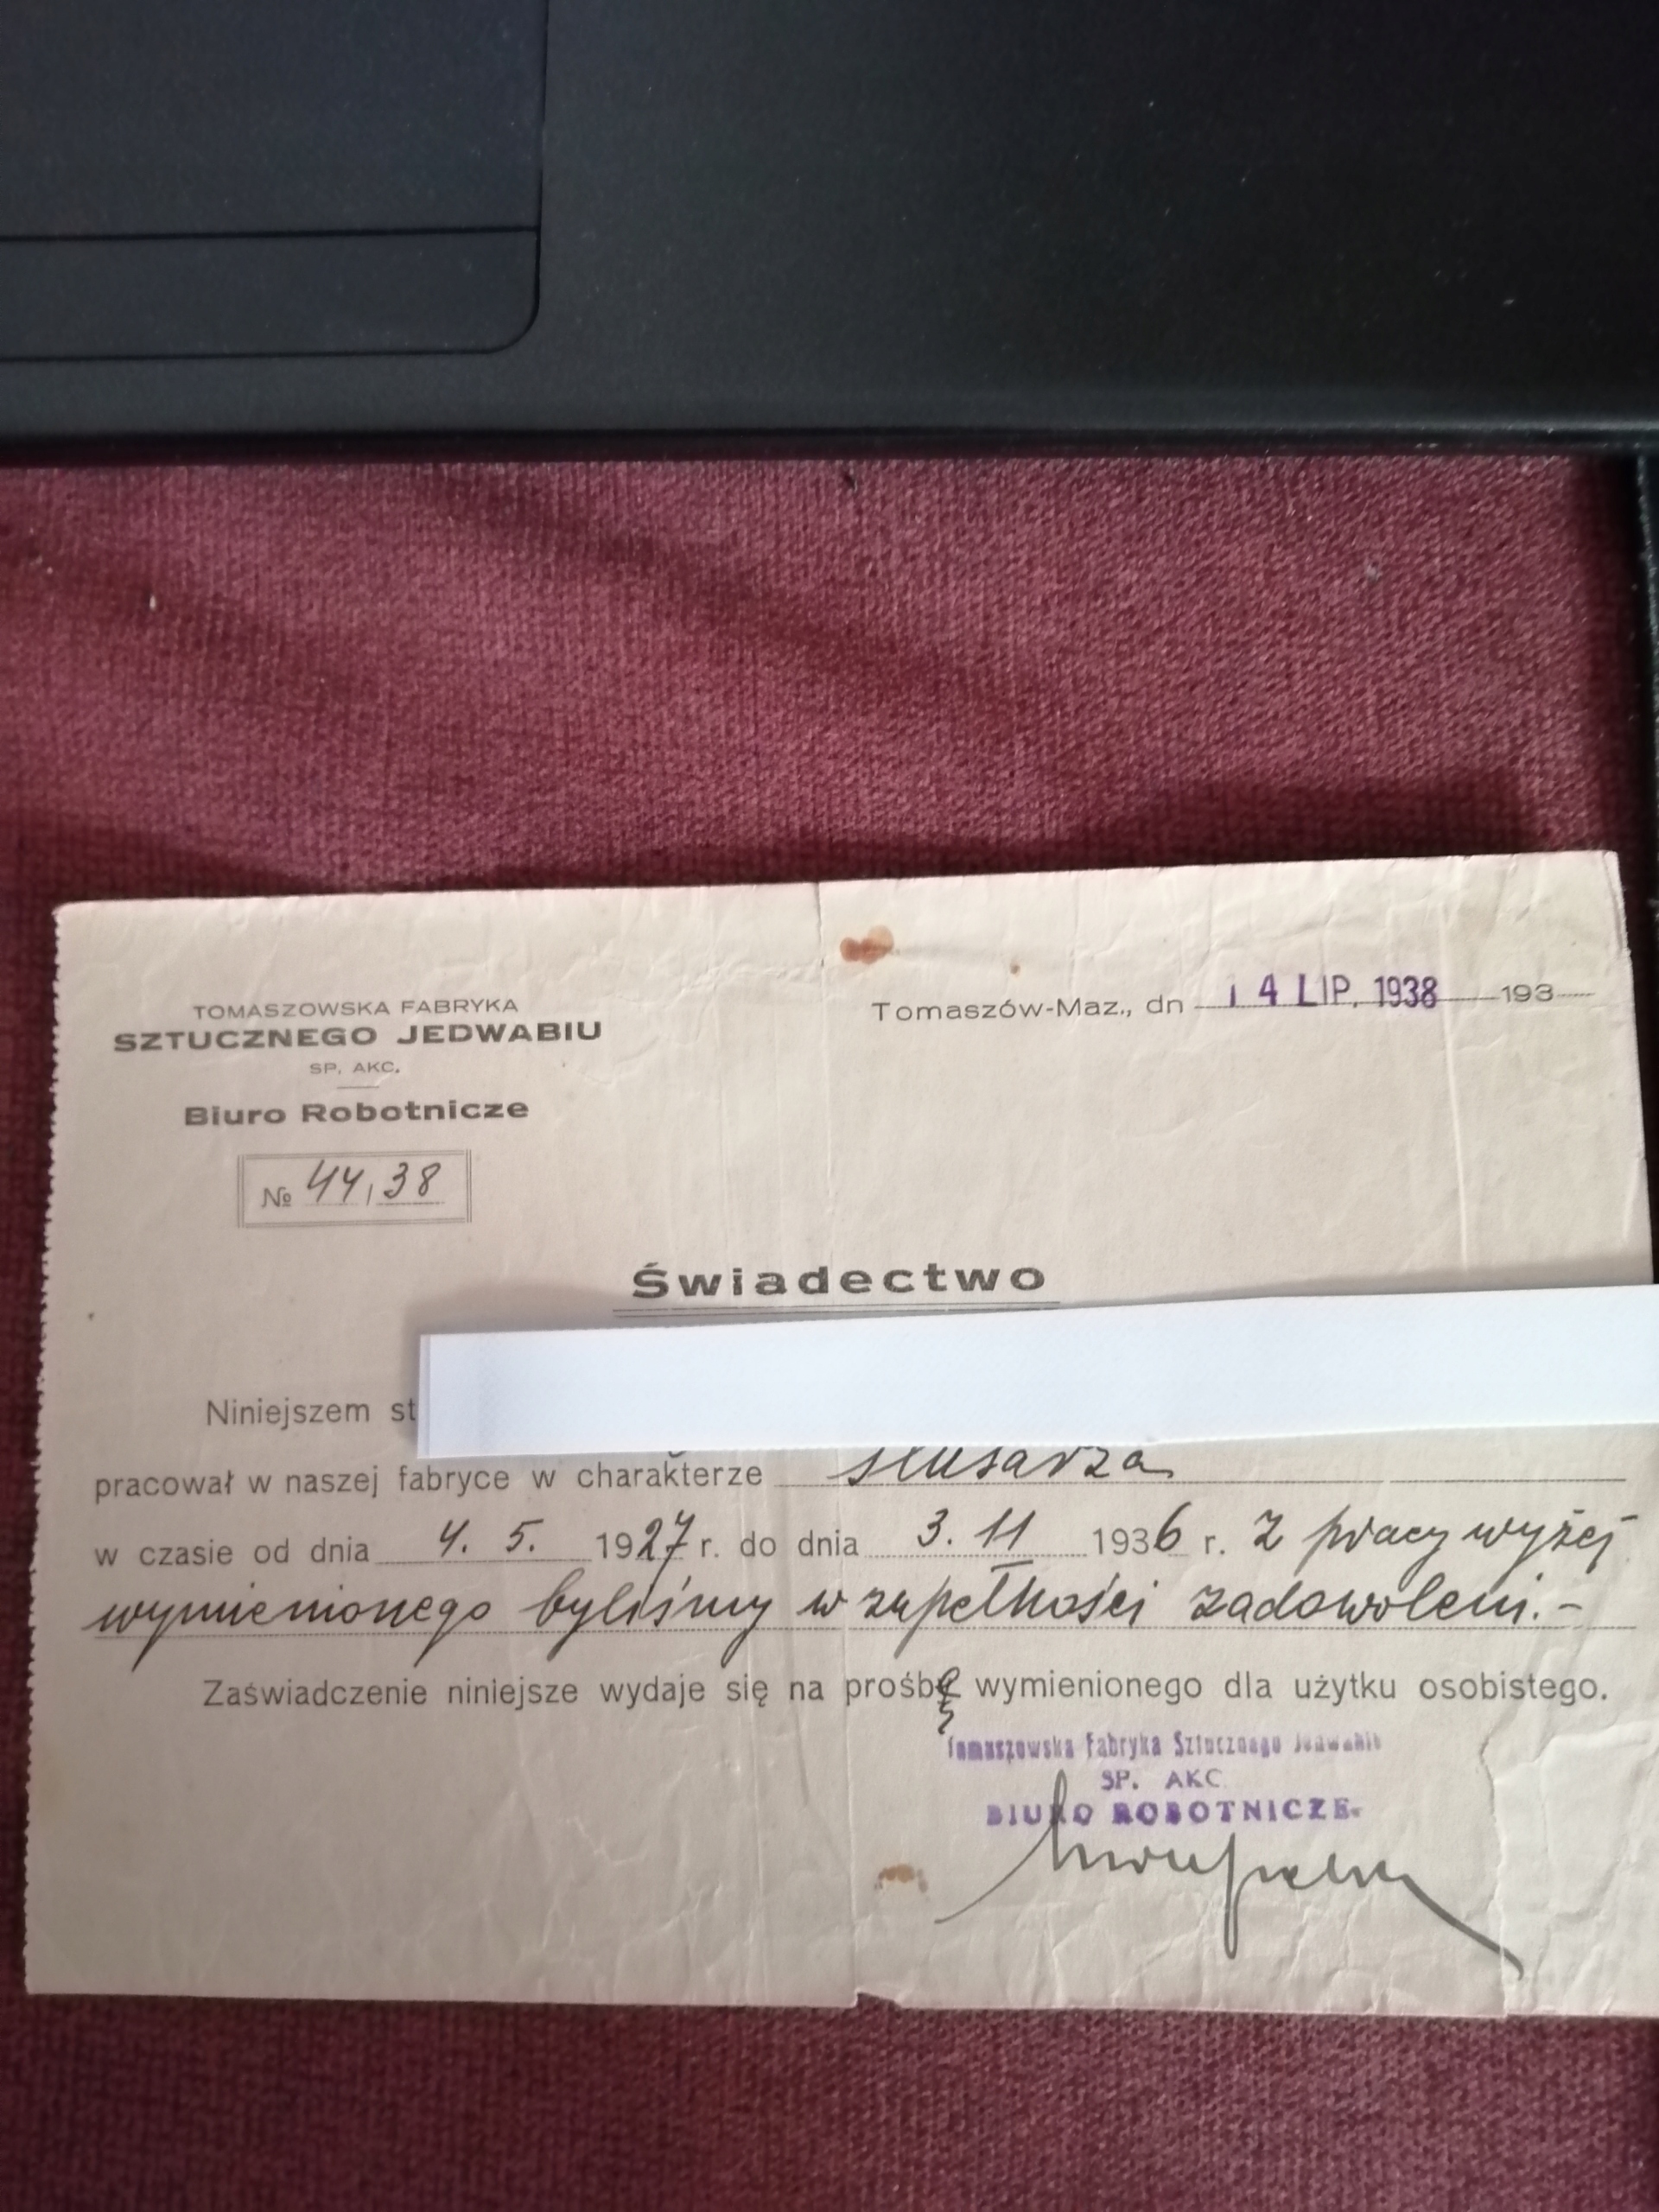 TOMASZOWSKA FABRYKA
SZTUCZNEGO JEDWABIU
SP. AKC.
Biuro Robotnicze
№ 44,38
Tomaszów-Maz., dn 14 LIP. 1938 193
Świadectwo
Niniejszem st
pracował w naszej fabryce w charakterze ślusarza
w czasie od dnia 4. 5. 1927 r. do dnia 3. 11 1936 r. Z pracy wyżej
wymienionego byliśmy w zupełności zadowoleni.-
Zaświadczenie niniejsze wydaje się na prośbę wymienionego dla użytku osobistego.
Tomaszowska Fabryka Sztucznego Jedwabiu
SP. AKC
BIURO ROBOTNICZE.